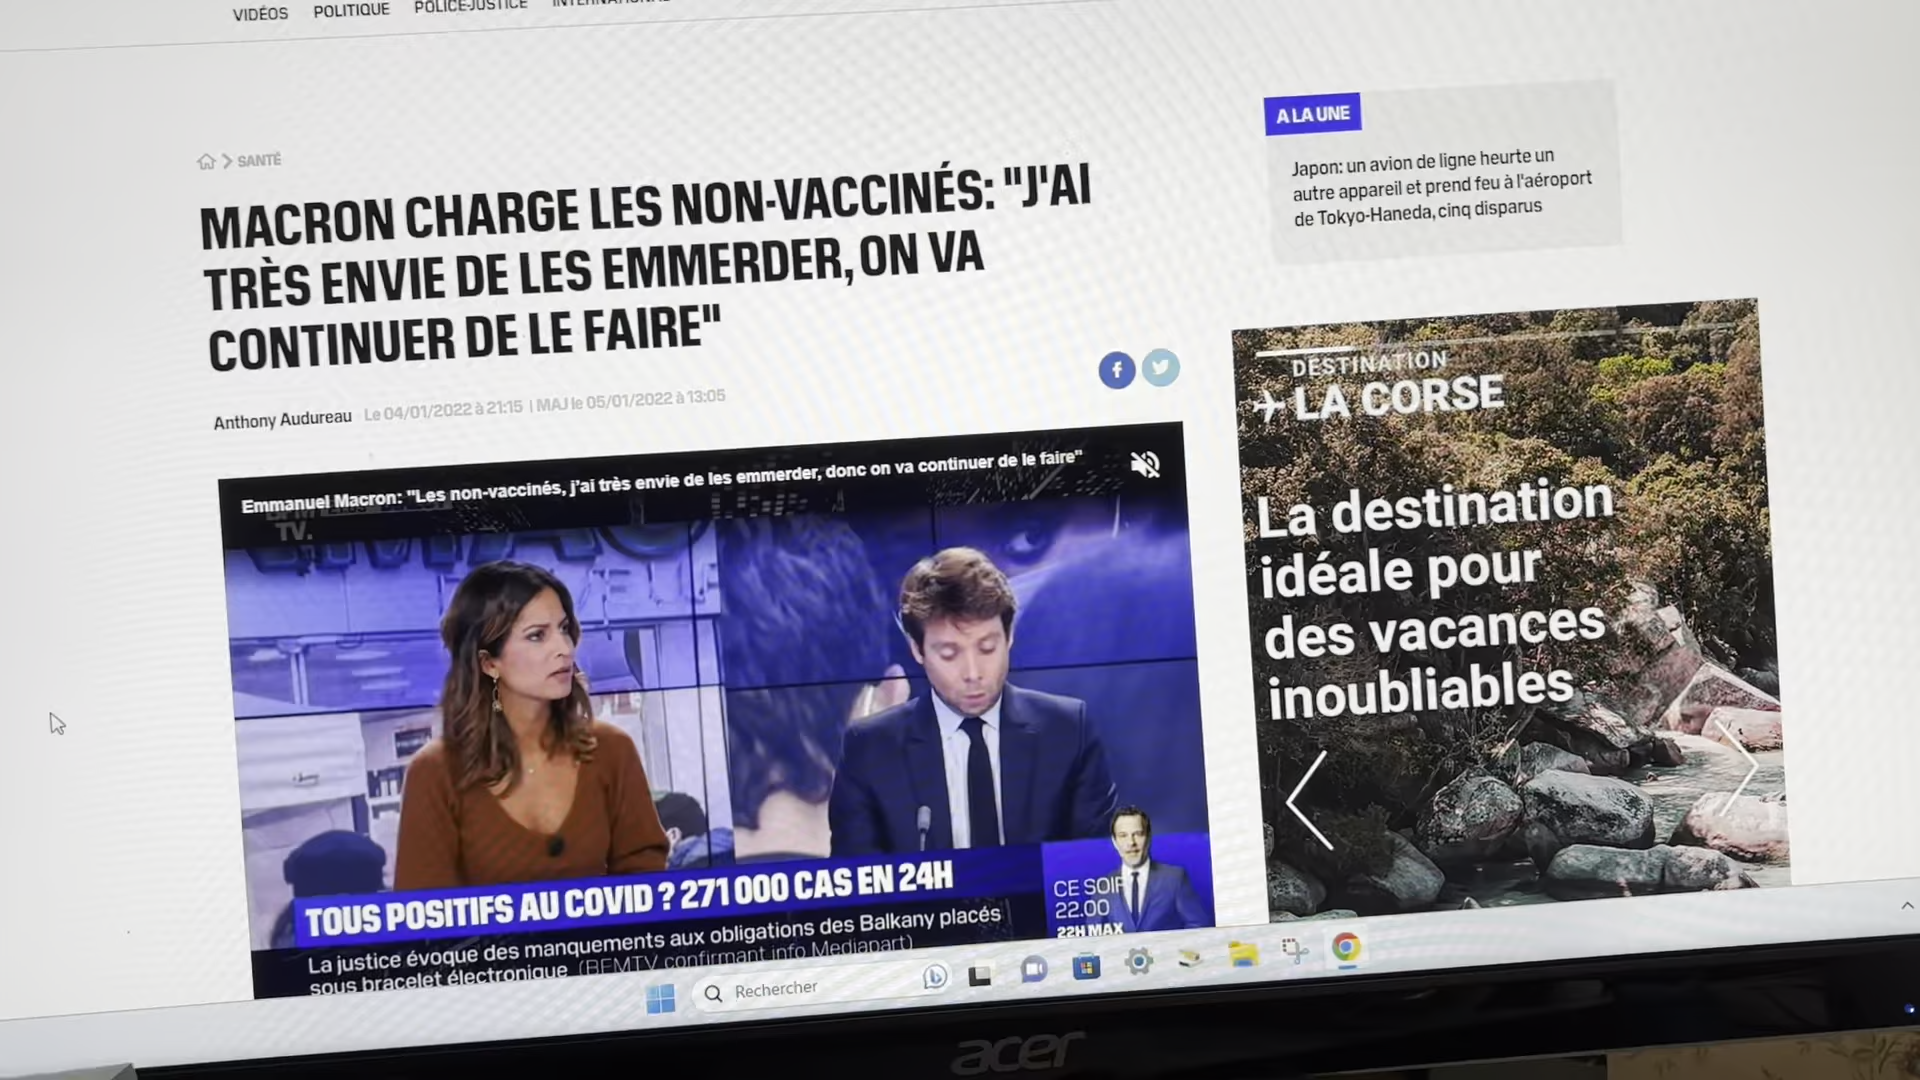 VIDÉOS POLITIQUE POLICE-JUSTICE INTERNATIONAL
SANTÉ
MACRON CHARGE LES NON-VACCINÉS: "J'AI
TRÈS ENVIE DE LES EMMERDER, ON VA
CONTINUER DE LE FAIRE"
Anthony Audureau Le 04/01/2022 à 21:15 | MAJ le 05/01/2022 à 13:05
Emmanuel Macron: "Les non-vaccinés, j'ai très envie de les emmerder, donc on va continuer de le faire"
TV.
TOUS POSITIFS AU COVID ? 271 000 CAS EN 24H
La justice évoque des manquements aux obligations des Balkany placés
sous bracelet électronique (BFMTV confirmant info Mediapart)
CE SOIR
22.00
22H MAX
A LA UNE
Japon: un avion de ligne heurte un
autre appareil et prend feu à l'aéroport
de Tokyo-Haneda, cinq disparus
DESTINATION
LA CORSE
La destination
idéale pour
des vacances
inoubliables
Rechercher
acer